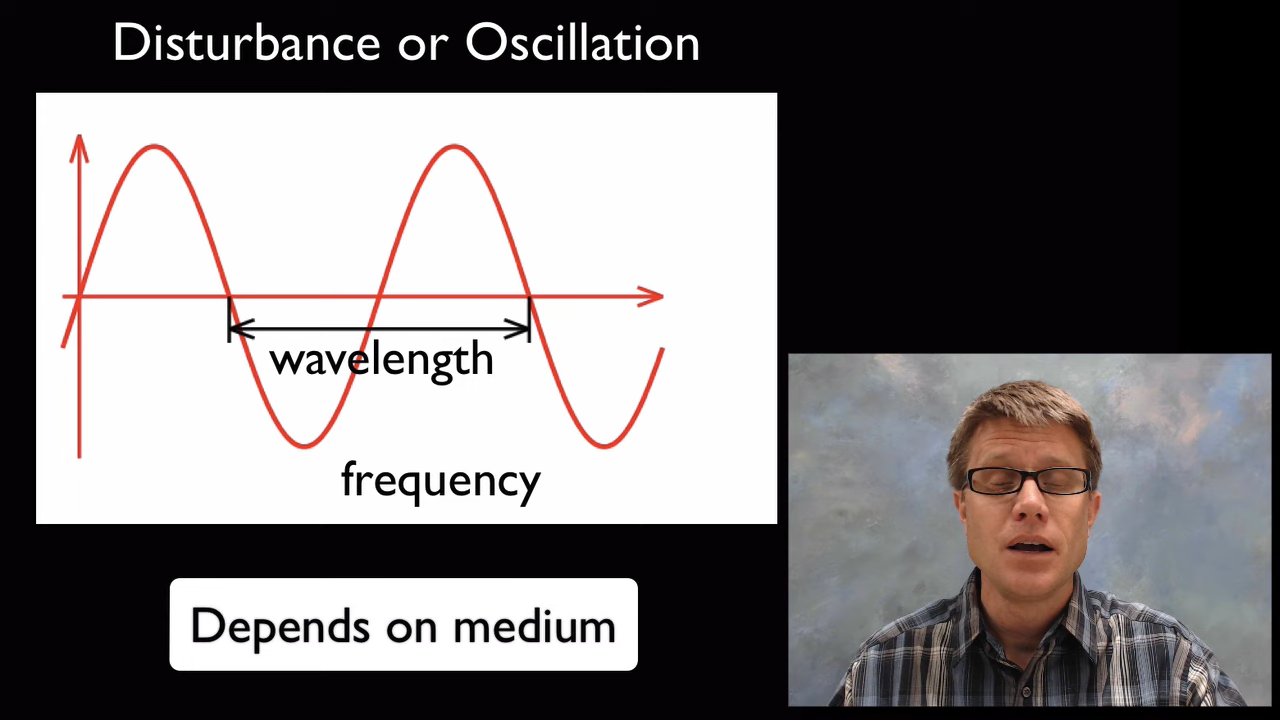 Disturbance or Oscillation
wavelength
frequency
Depends on medium